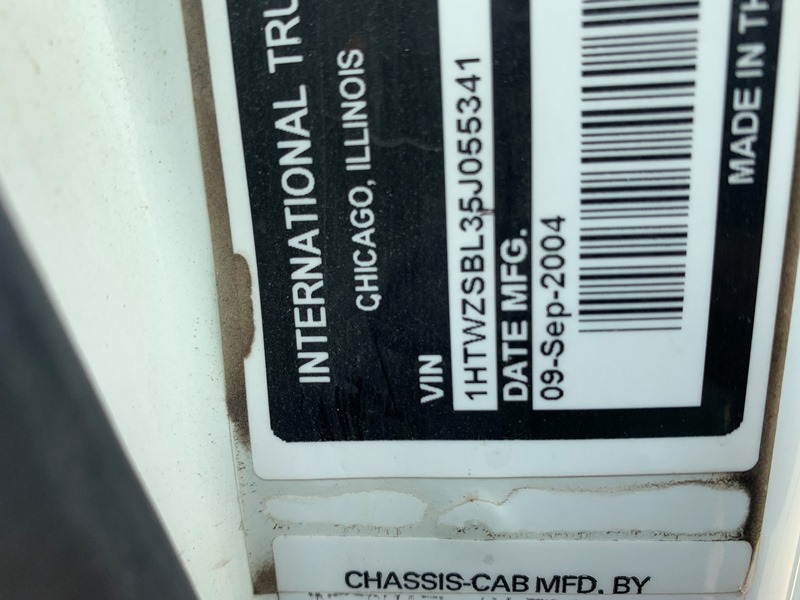 INTERNATIONAL TRU
CHICAGO, ILLINOIS
VIN
1HTWZSBL35J055341
DATE MFG.
09-Sep-2004
MADE IN TH
CHASSIS-CAB MFD. BY